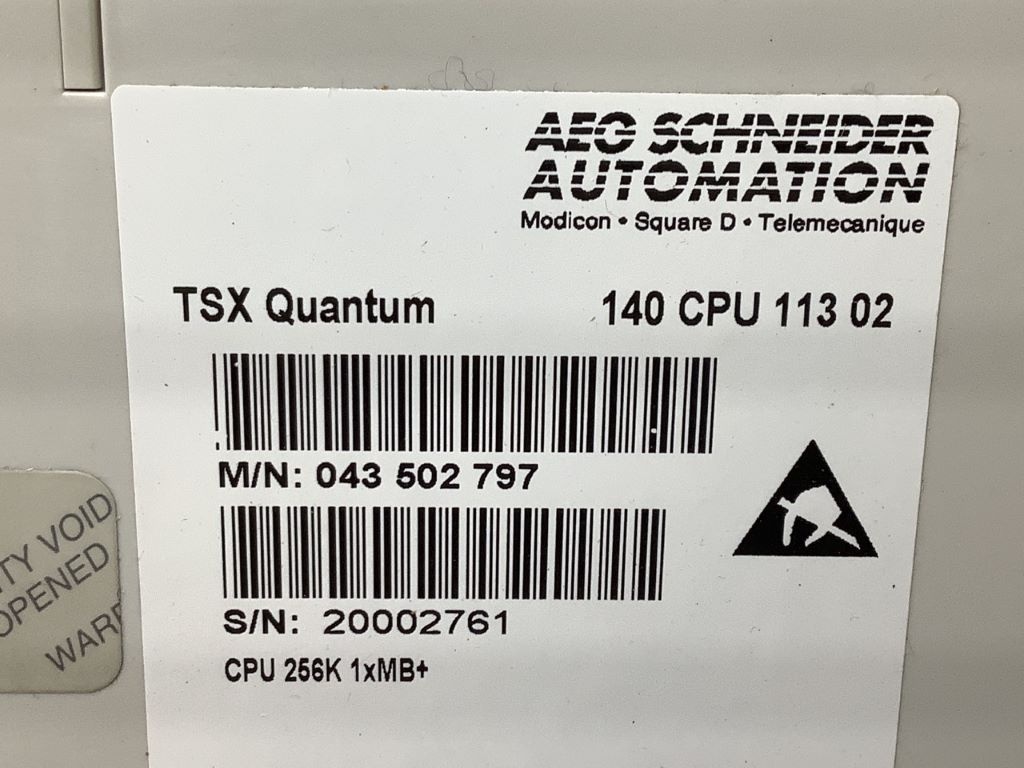 AEG SCHNEIDER
AUTOMATION
Modicon • Square D • Telemecanique
TSX Quantum 140 CPU 113 02
M/N: 043 502 797
S/N: 20002761
CPU 256K 1xMB+
TY VOID
OPENED
WARR